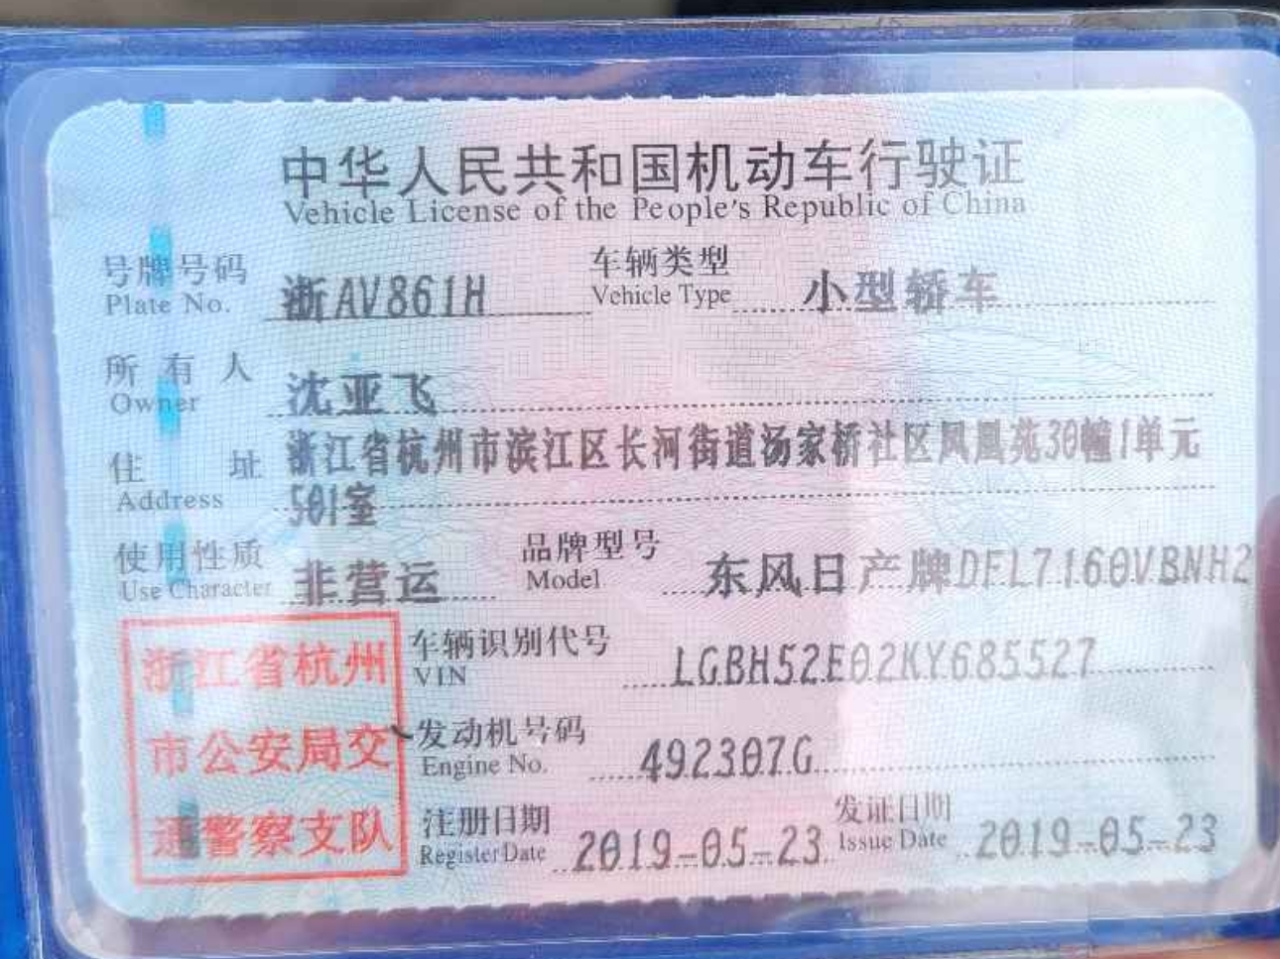 中华人民共和国机动车行驶证
Vehicle License of the People's Republic of China
号牌号码 浙AV861H 车辆类型 小型轿车
Plate No. Vehicle Type
所有人 沈亚飞
Owner
住址 浙江省杭州市滨江区长河街道汤家桥社区凤凰苑30幢1单元
Address 501室
使用性质 非营运 品牌型号 东风日产牌DFL7160VBNH2
Use Character Model
浙江省杭州 车辆识别代号 LGBH52E02KY685527
VIN
市公安局交 发动机号码 492307G
Engine No.
通警察支队 注册日期 2019-05-23 发证日期 2019-05-23
Register Date Issue Date